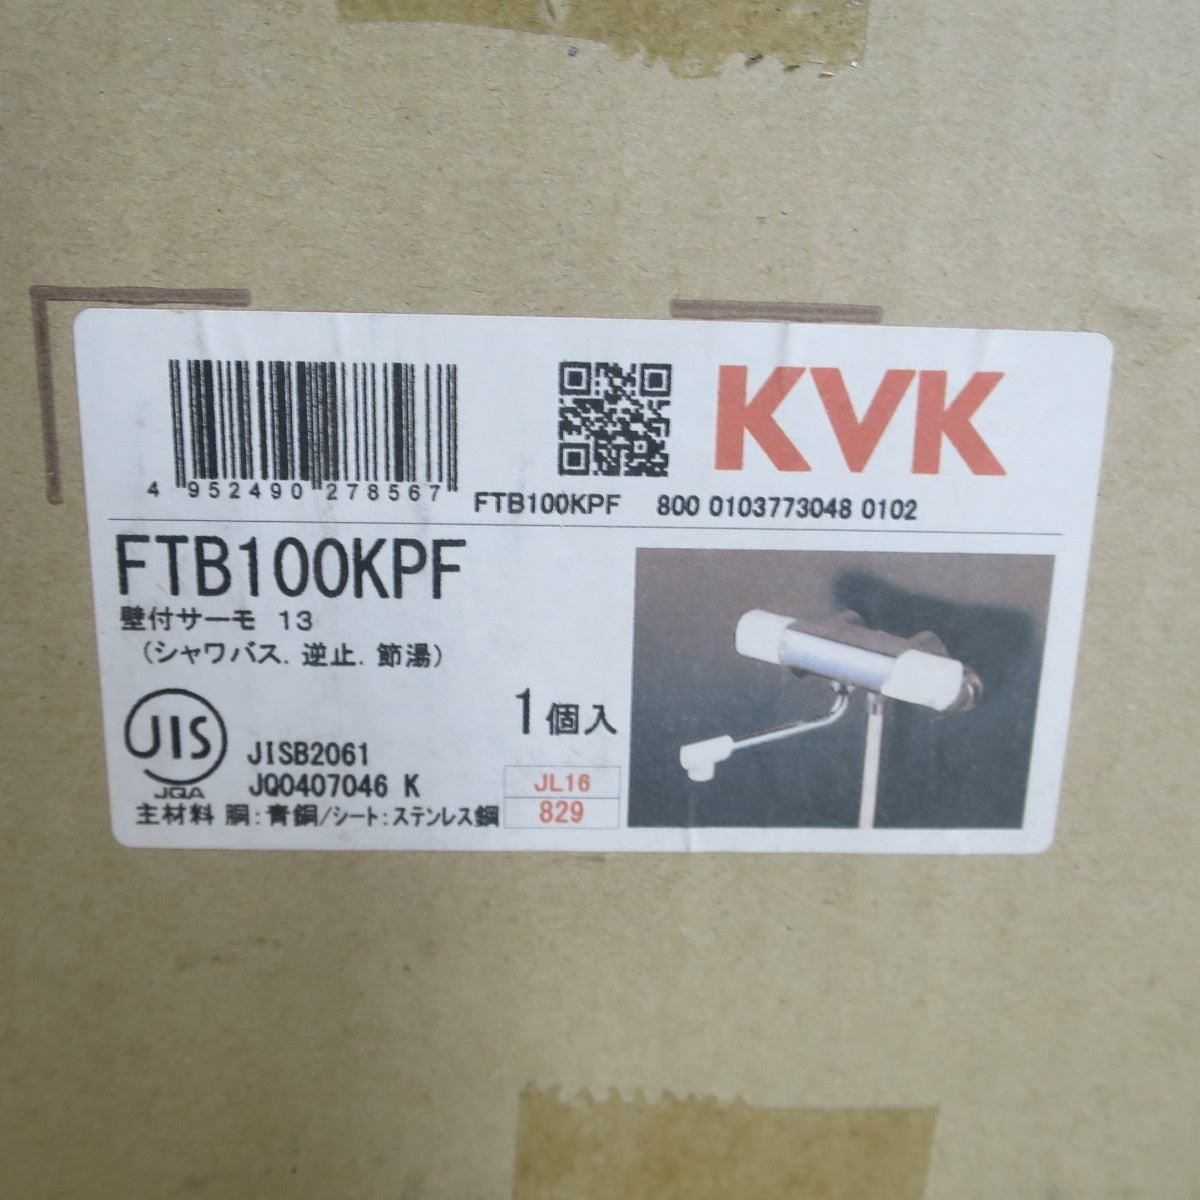 KVK
4 952490 278567
FTB100KPF 800 0103773048 0102
FTB100KPF
壁付サーモ 13
(シャワバス. 逆止. 節湯)
1個入
JIS
JQA
JISB2061
JQ0407046 K
JL16
829
主材料 胴:青銅/シート:ステンレス鋼